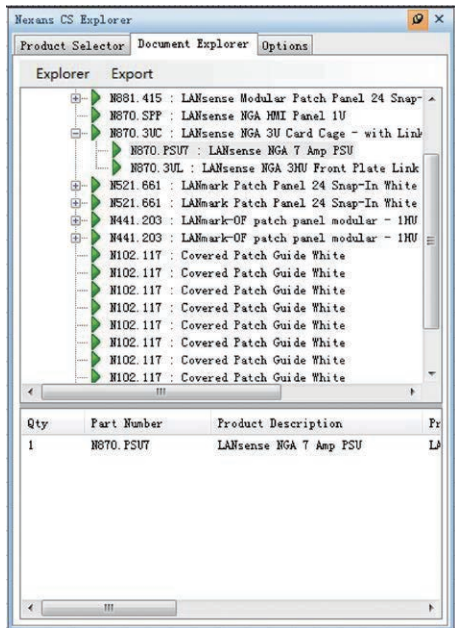 Nexans CS Explorer
Product Selector Document Explorer Options
Explorer Export
N881.415 : LANsense Modular Patch Panel 24 Snap-
N870.SPP : LANsense NGA HMI Panel 1U
N870.3UC : LANsense NGA 3U Card Cage - with Link
N870.PSU7 : LANsense NGA 7 Amp PSU
N870.3UL : LANsense NGA 3HU Front Plate Link
N521.661 : LANmark Patch Panel 24 Snap-In White
N521.661 : LANmark Patch Panel 24 Snap-In White
N441.203 : LANmark-OF patch panel modular - 1HU
N441.203 : LANmark-OF patch panel modular - 1HU
N102.117 : Covered Patch Guide White
N102.117 : Covered Patch Guide White
N102.117 : Covered Patch Guide White
N102.117 : Covered Patch Guide White
N102.117 : Covered Patch Guide White
N102.117 : Covered Patch Guide White
N102.117 : Covered Patch Guide White
N102.117 : Covered Patch Guide White
Qty Part Number Product Description Pr
1 N870.PSU7 LANsense NGA 7 Amp PSU LA